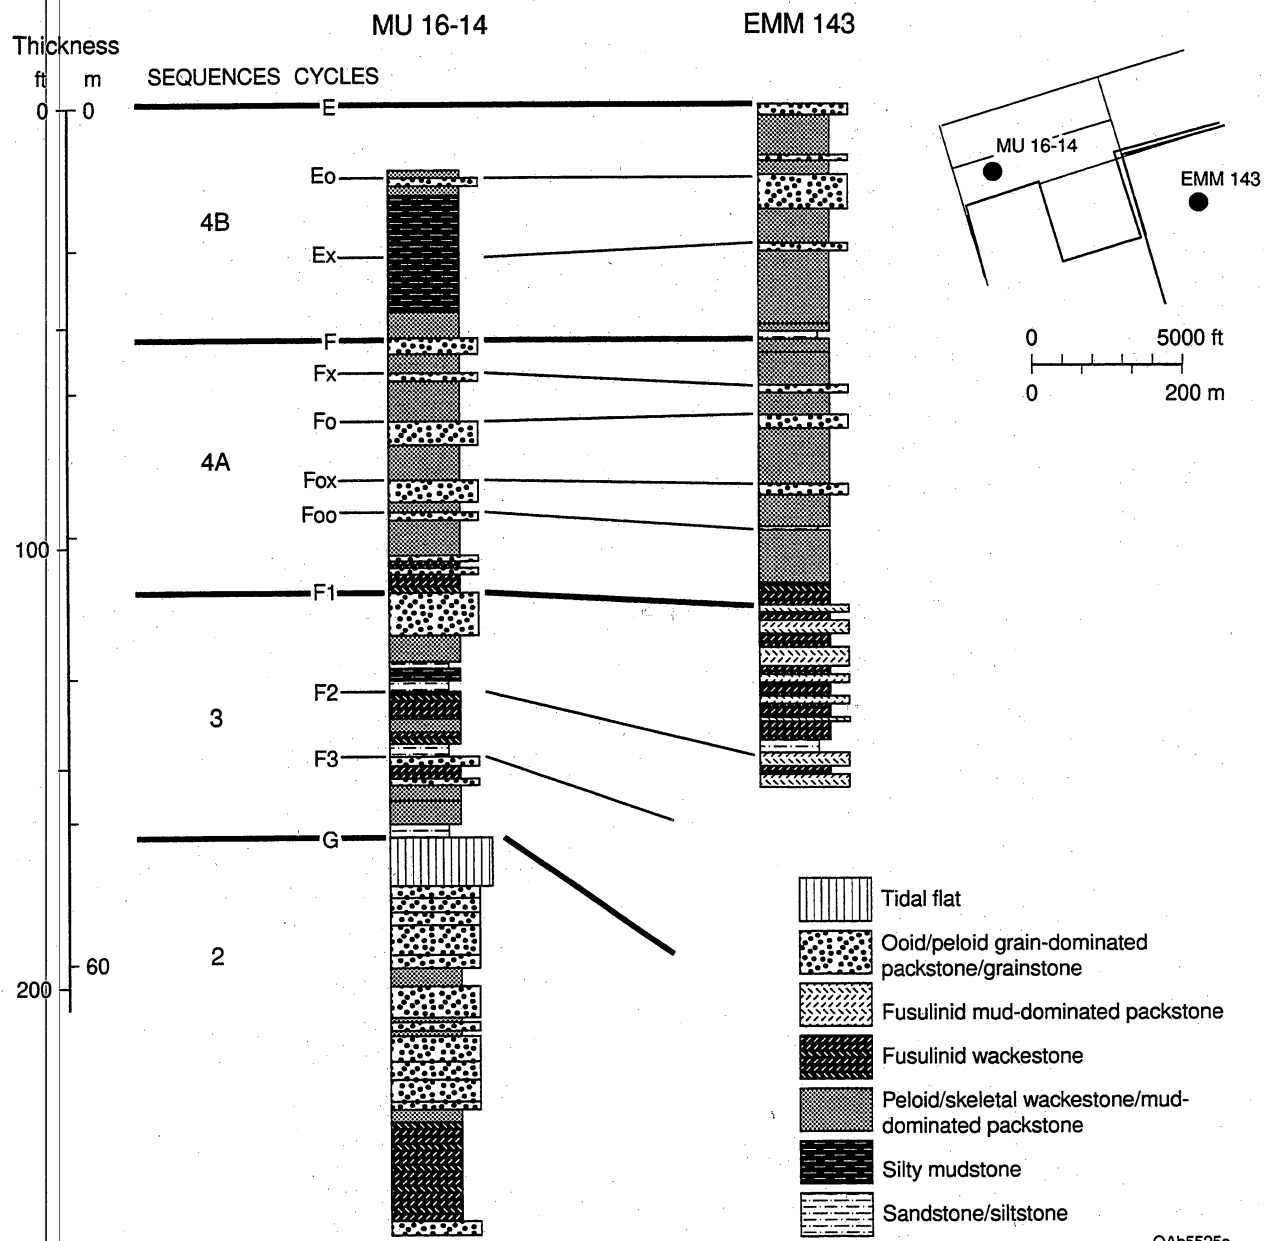 MU 16-14
EMM 143
Thickness
ft m
SEQUENCES CYCLES
0 0
E
Eo
4B
Ex
F
Fx
Fo
4A
Fox
Foo
100
F1
F2
3
F3
G
2
60
200
MU 16-14
EMM 143
0 5000 ft
0 200 m
Tidal flat
Ooid/peloid grain-dominated
packstone/grainstone
Fusulinid mud-dominated packstone
Fusulinid wackestone
Peloid/skeletal wackestone/mud-
dominated packstone
Silty mudstone
Sandstone/siltstone